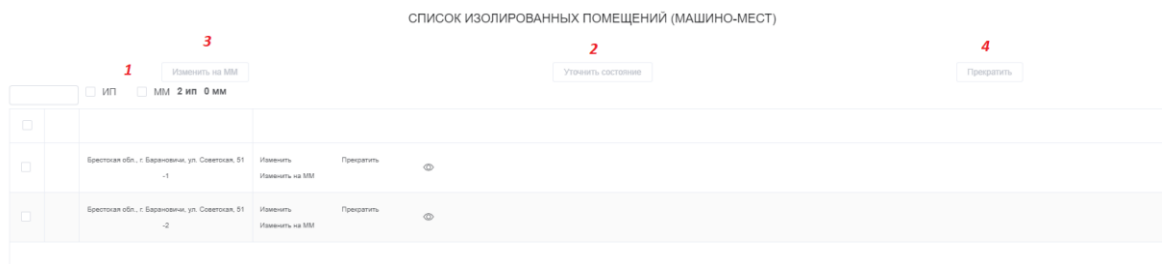 СПИСОК ИЗОЛИРОВАННЫХ ПОМЕЩЕНИЙ (МАШИНО-МЕСТ)
3 2 4
Изменить на ММ Уточнить состояние Прекратить
1
ИП ММ 2 ип 0 мм
Брестская обл., г. Барановичи, ул. Советская, 51 Изменить Прекратить
-1 Изменить на ММ
Брестская обл., г. Барановичи, ул. Советская, 51 Изменить Прекратить
-2 Изменить на ММ